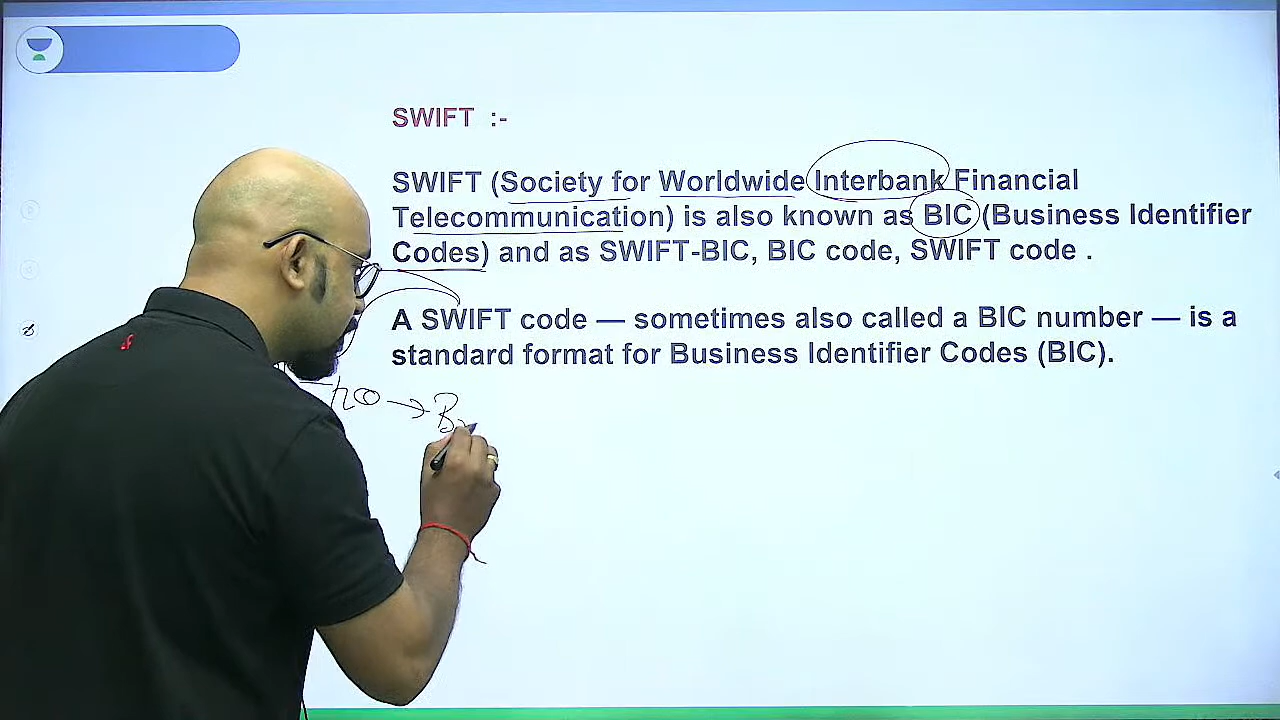 SWIFT :-
SWIFT (Society for Worldwide Interbank Financial
Telecommunication) is also known as BIC (Business Identifier
Codes) and as SWIFT-BIC, BIC code, SWIFT code .
A SWIFT code — sometimes also called a BIC number — is a
standard format for Business Identifier Codes (BIC).